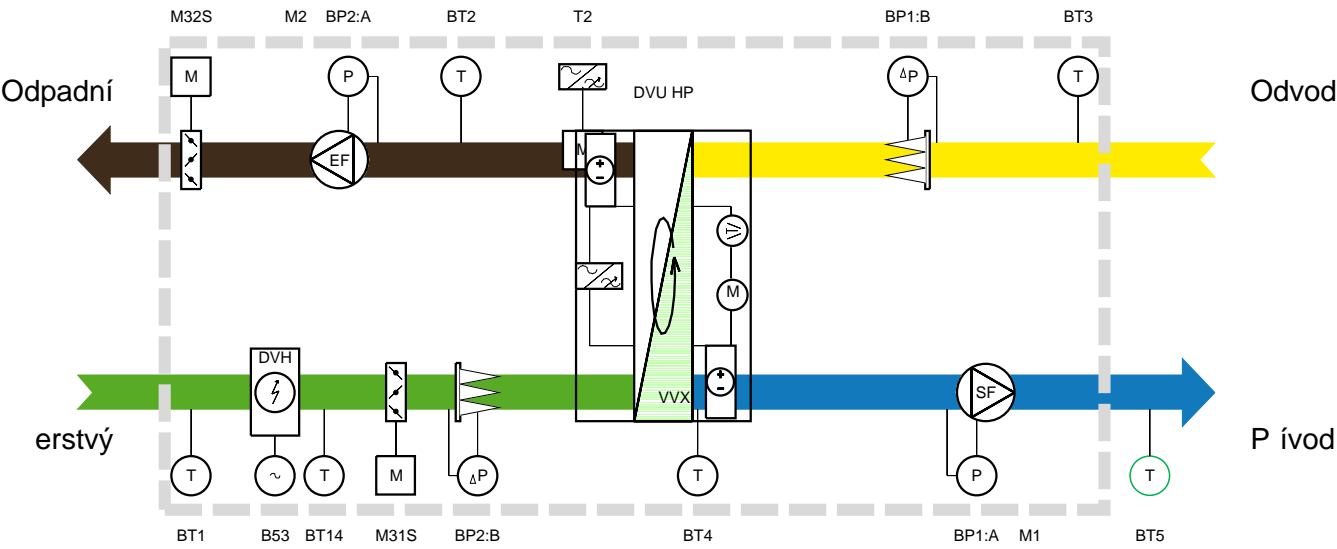 M32S M2 BP2:A BT2 T2 BP1:B BT3
M P T ΔP T
Odpadní DVU HP Odvod
EF M
M
DVH
VVX SF
erstvý P ívod
T T M ΔP T P T
BT1 B53 BT14 M31S BP2:B BT4 BP1:A M1 BT5